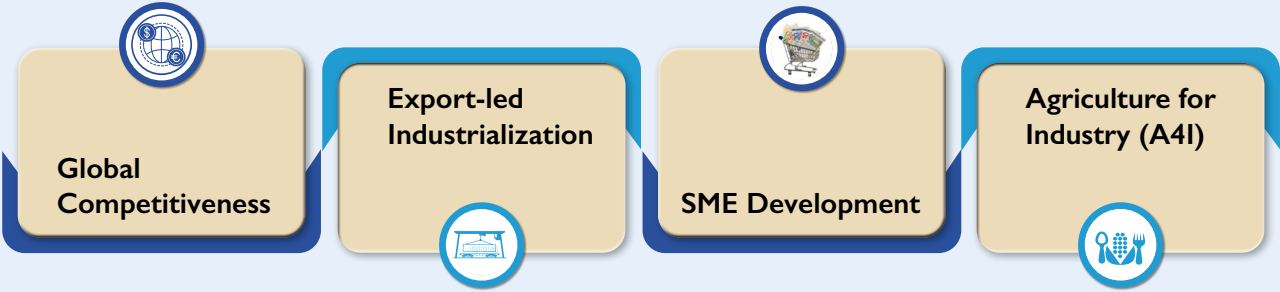 Global
Competitiveness
Export-led
Industrialization
SME Development
Agriculture for
Industry (A4I)
$
€